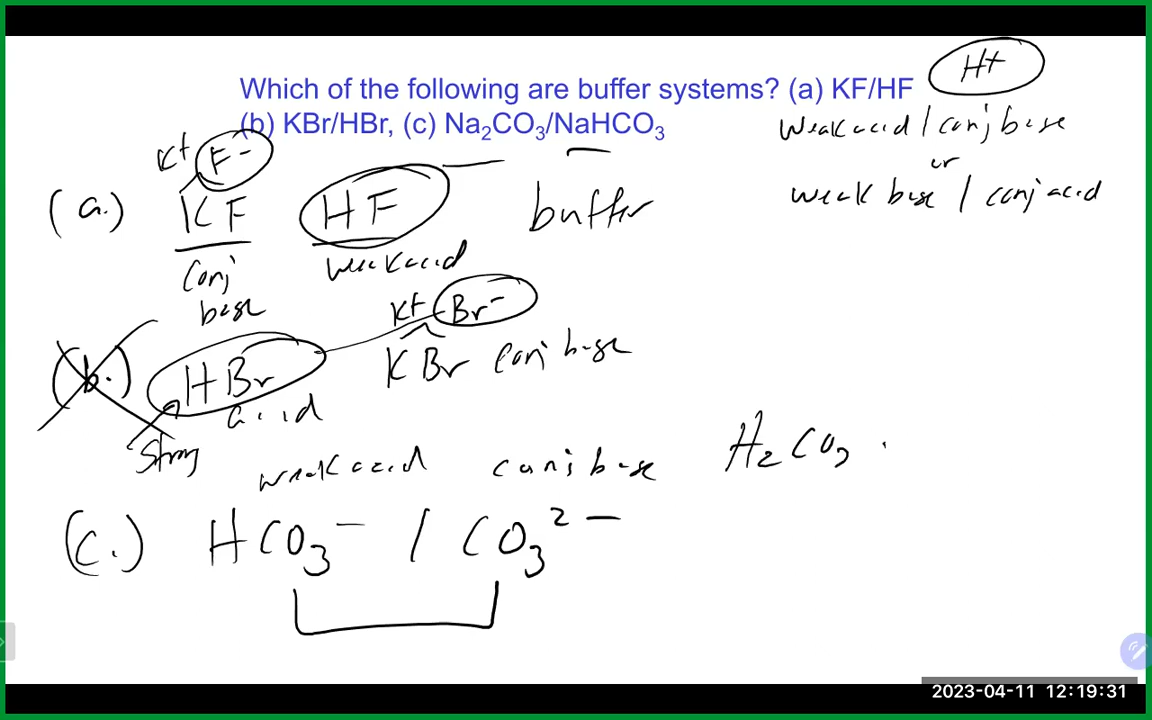 Which of the following are buffer systems? (a) KF/HF
(b) KBr/HBr, (c) Na₂CO₃/NaHCO₃
H+
weak acid / conj base
or
weak base / conj acid
K+ F-
(a.) KF HF buffer
conj base
weak acid
K+ Br-
(b.) HBr KBr conj base
acid
strong
weak acid conj base H₂CO₃
(c.) HCO₃⁻ / CO₃²⁻
2023-04-11 12:19:31